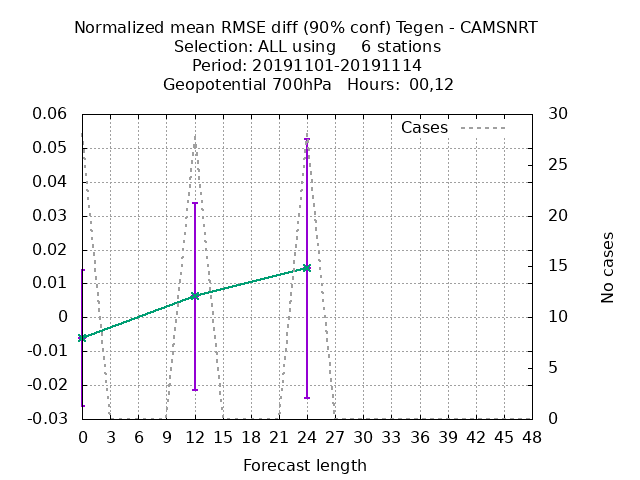 Normalized mean RMSE diff (90% conf) Tegen - CAMSNRT
Selection: ALL using     6 stations
Period: 20191101-20191114
Geopotential 700hPa   Hours: 00,12
Cases
0.06
0.05
0.04
0.03
0.02
0.01
0
-0.01
-0.02
-0.03
30
25
20
15
10
5
0
No cases
0 3 6 9 12 15 18 21 24 27 30 33 36 39 42 45 48
Forecast length